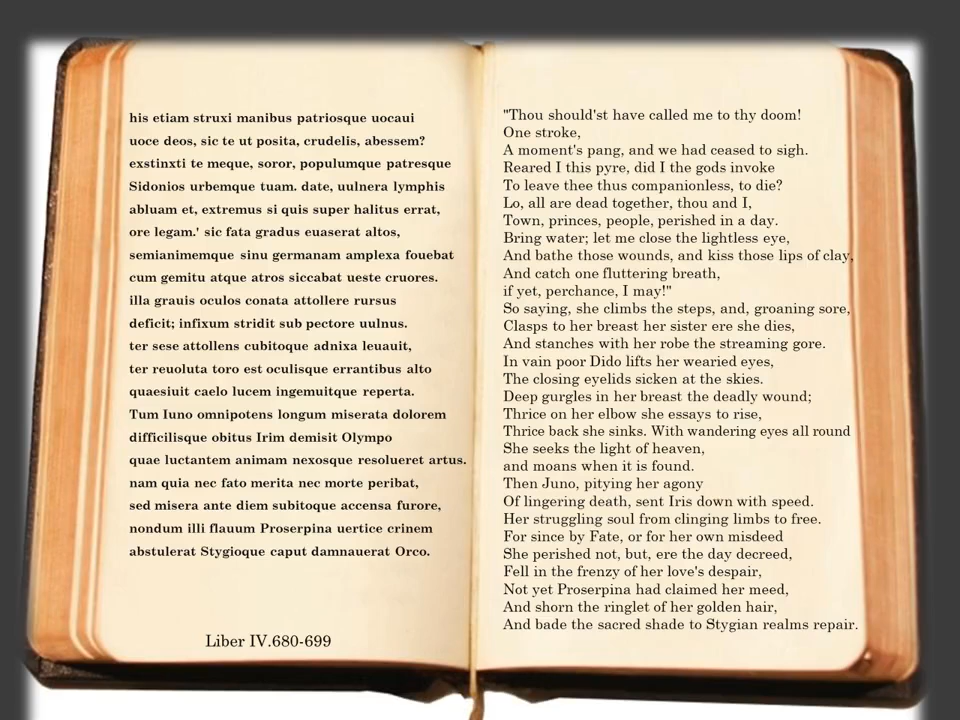 his etiam struxi manibus patriosque uocaui
uoce deos, sic te ut posita, crudelis, abessem?
exstinxti te meque, soror, populumque patresque
Sidonios urbemque tuam. date, uulnera lymphis
abluam et, extremus si quis super halitus errat,
ore legam.' sic fata gradus euaserat altos,
semianimemque sinu germanam amplexa fouebat
cum gemitu atque atros siccabat ueste cruores.
illa grauis oculos conata attollere rursus
deficit; infixum stridit sub pectore uulnus.
ter sese attollens cubitoque adnixa leuauit,
ter reuoluta toro est oculisque errantibus alto
quaesiuit caelo lucem ingemuitque reperta.
Tum Iuno omnipotens longum miserata dolorem
difficilisque obitus Irim demisit Olympo
quae luctantem animam nexosque resolueret artus.
nam quia nec fato merita nec morte peribat,
sed misera ante diem subitoque accensa furore,
nondum illi flauum Proserpina uertice crinem
abstulerat Stygioque caput damnauerat Orco.
Liber IV.680-699
"Thou should'st have called me to thy doom!
One stroke,
A moment's pang, and we had ceased to sigh.
Reared I this pyre, did I the gods invoke
To leave thee thus companionless, to die?
Lo, all are dead together, thou and I,
Town, princes, people, perished in a day.
Bring water; let me close the lightless eye,
And bathe those wounds, and kiss those lips of clay,
And catch one fluttering breath,
if yet, perchance, I may!"
So saying, she climbs the steps, and, groaning sore,
Clasps to her breast her sister ere she dies,
And stanches with her robe the streaming gore.
In vain poor Dido lifts her wearied eyes,
The closing eyelids sicken at the skies.
Deep gurgles in her breast the deadly wound;
Thrice on her elbow she essays to rise,
Thrice back she sinks. With wandering eyes all round
She seeks the light of heaven,
and moans when it is found.
Then Juno, pitying her agony
Of lingering death, sent Iris down with speed.
Her struggling soul from clinging limbs to free.
For since by Fate, or for her own misdeed
She perished not, but, ere the day decreed,
Fell in the frenzy of her love's despair,
Not yet Proserpina had claimed her meed,
And shorn the ringlet of her golden hair,
And bade the sacred shade to Stygian realms repair.